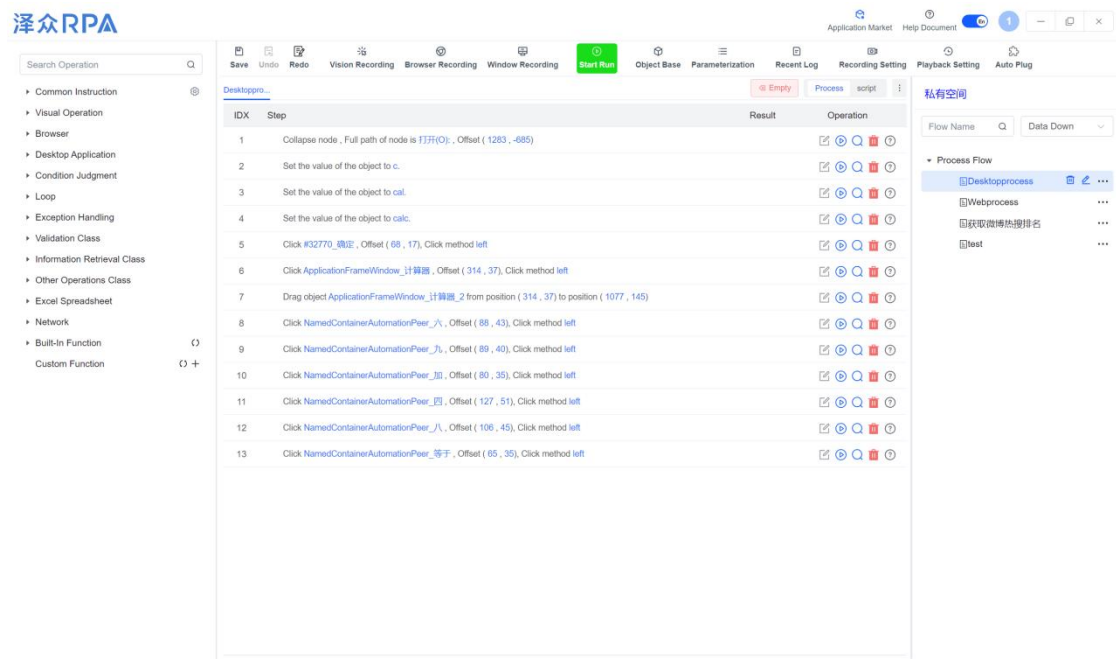 泽众RPA
Application Market Help Document En 1
Save Undo Redo Vision Recording Browser Recording Window Recording Start Run Object Base Parameterization Recent Log Recording Setting Playback Setting Auto Plug
Search Operation
Common Instruction
Visual Operation
Browser
Desktop Application
Condition Judgment
Loop
Exception Handling
Validation Class
Information Retrieval Class
Other Operations Class
Excel Spreadsheet
Network
Built-In Function
Custom Function
Desktoppro... Empty Process script
IDX Step Result Operation
1 Collapse node , Full path of node is 打开(O):, Offset ( 1283 , -685)
2 Set the value of the object to c.
3 Set the value of the object to cal.
4 Set the value of the object to calc.
5 Click #32770_确定 , Offset ( 68 , 17), Click method left
6 Click ApplicationFrameWindow_计算器 , Offset ( 314 , 37), Click method left
7 Drag object ApplicationFrameWindow_计算器_2 from position ( 314 , 37) to position ( 1077 , 145)
8 Click NamedContainerAutomationPeer_六 , Offset ( 88 , 43), Click method left
9 Click NamedContainerAutomationPeer_九 , Offset ( 89 , 40), Click method left
10 Click NamedContainerAutomationPeer_加 , Offset ( 80 , 35), Click method left
11 Click NamedContainerAutomationPeer_四 , Offset ( 127 , 51), Click method left
12 Click NamedContainerAutomationPeer_八 , Offset ( 106 , 45), Click method left
13 Click NamedContainerAutomationPeer_等于 , Offset ( 65 , 35), Click method left
私有空间
Flow Name Data Down
Process Flow
Desktopprocess
Webprocess
获取微博热搜排名
test